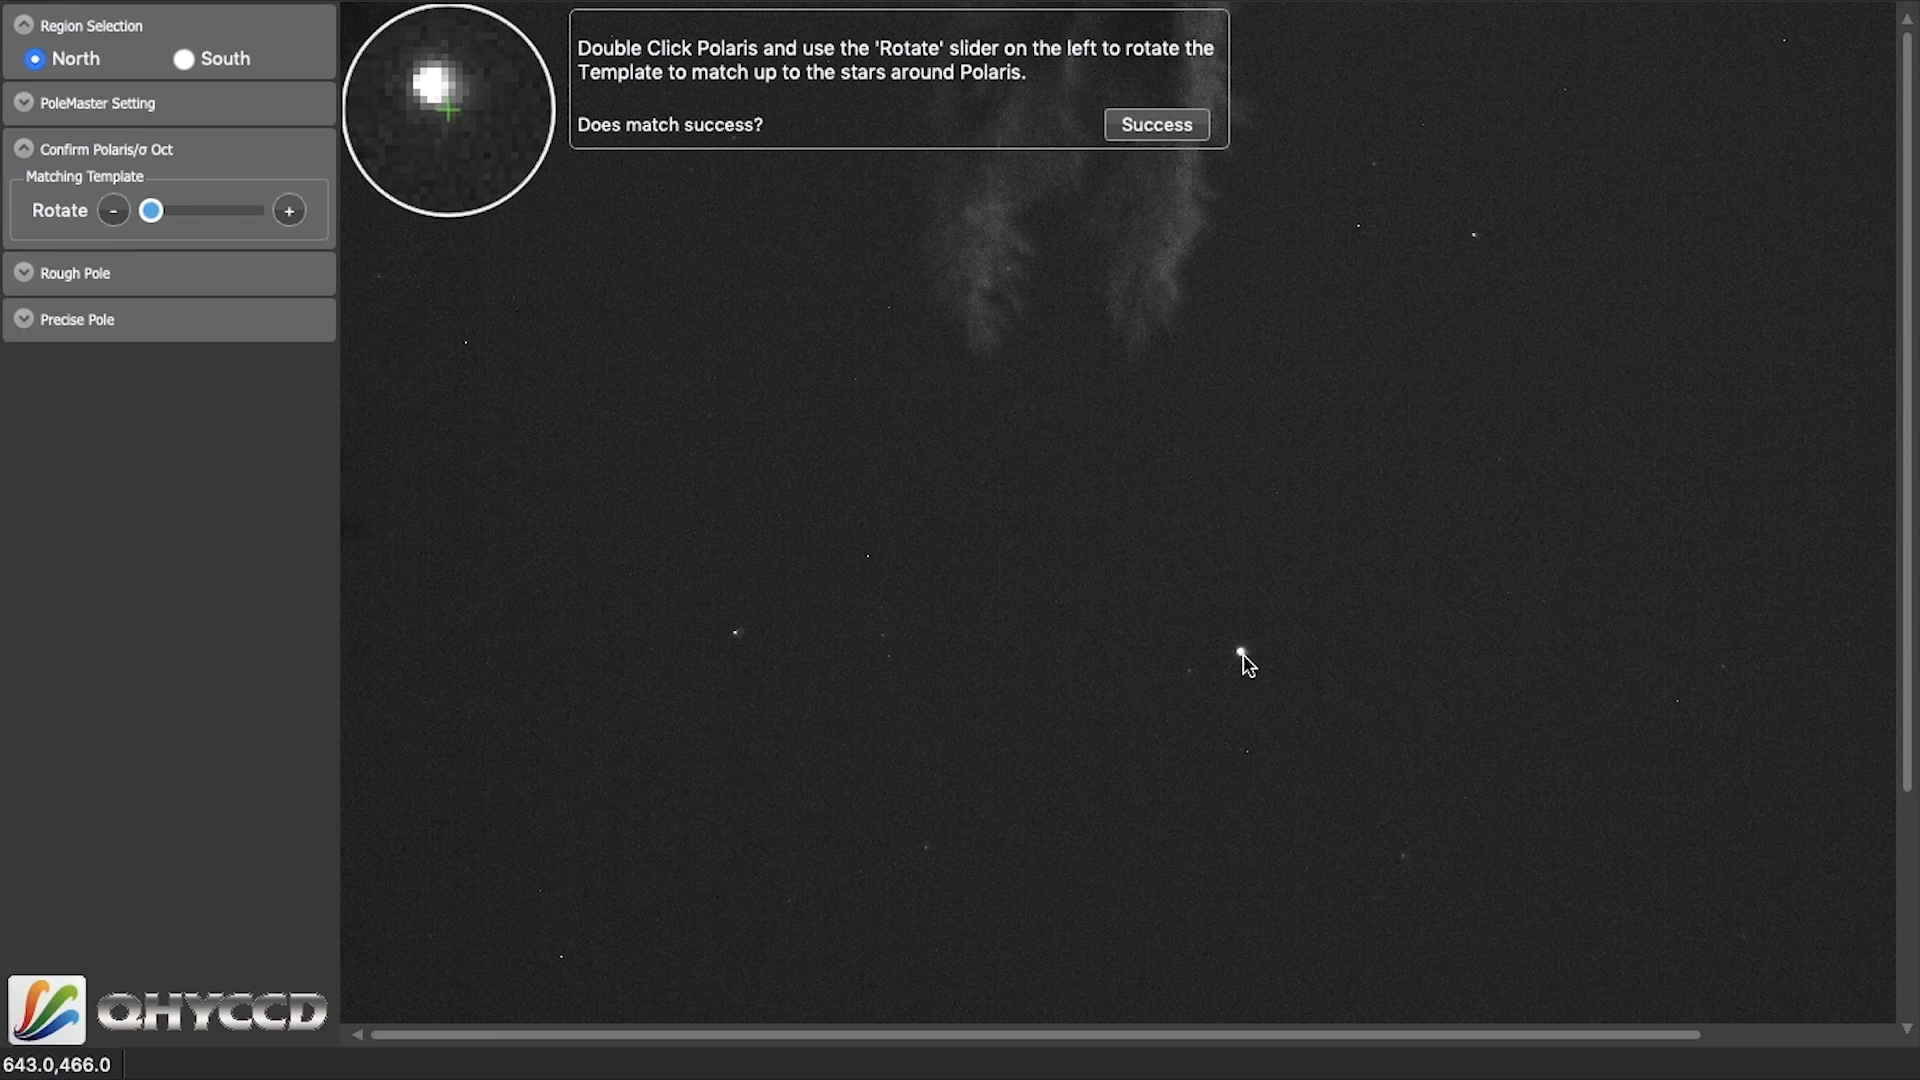 Region Selection
North
South
PoleMaster Setting
Confirm Polaris/σ Oct
Matching Template
Rotate
-
+
Rough Pole
Precise Pole
Double Click Polaris and use the 'Rotate' slider on the left to rotate the
Template to match up to the stars around Polaris.
Does match success?
Success
QHYCCD
643.0,466.0